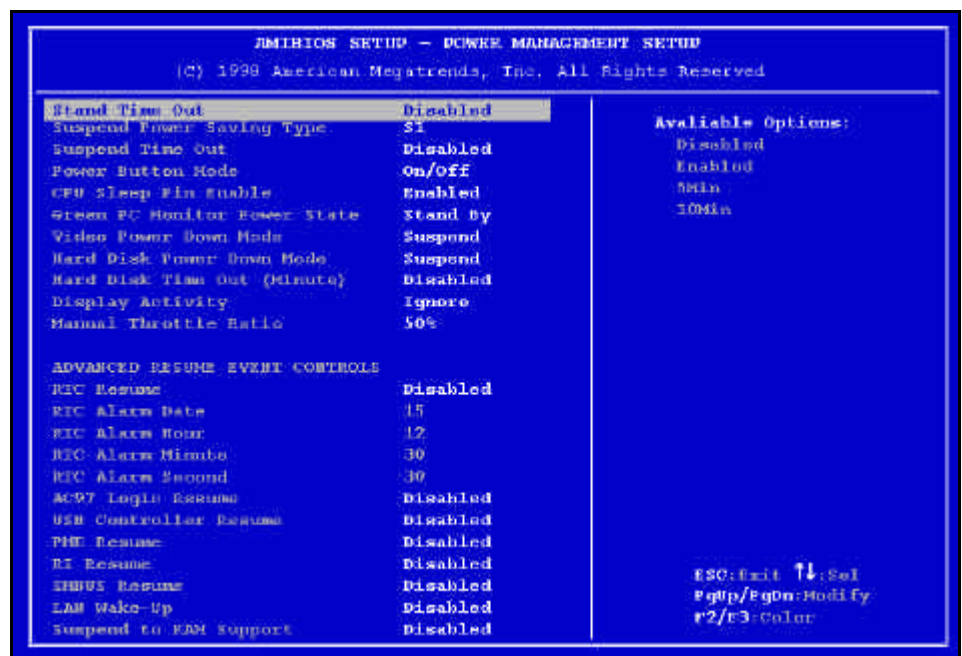 AMIBIOS SETUP – POWER MANAGEMENT SETUP
(C) 1998 American Megatrends, Inc. All Rights Reserved
Stand Time Out Disabled
Suspend Power Saving Type S1
Suspend Time Out Disabled
Power Button Mode On/Off
CPU Sleep Pin Enable Enabled
Green PC Monitor Power State Stand By
Video Power Down Mode Suspend
Hard Disk Power Down Mode Suspend
Hard Disk Time Out (Minute) Disabled
Display Activity Ignore
Manual Throttle Ratio 50%
ADVANCED RESUME EVENT CONTROLS
RTC Resume Disabled
RTC Alarm Date 15
RTC Alarm Hour 12
RTC Alarm Minute 30
RTC Alarm Second 30
AC97 Logic Resume Disabled
USB Controller Resume Disabled
PME Resume Disabled
RI Resume Disabled
SMBUS Resume Disabled
LAN Wake-Up Disabled
Suspend to RAM Support Disabled
Avaliable Options:
Disabled
Enabled
5Min
10Min
ESC:Exit ↑↓:Sel
PgUp/PgDn:Modify
F2/F3:Color